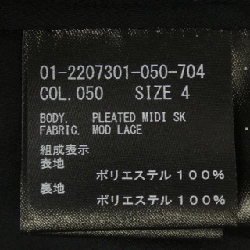 01-2207301-050-704
COL.050 SIZE 4
BODY. PLEATED MIDI SK
FABRIC. MOD LACE
組成表示
表地
ポリエステル100%
裏地
ポリエステル100%